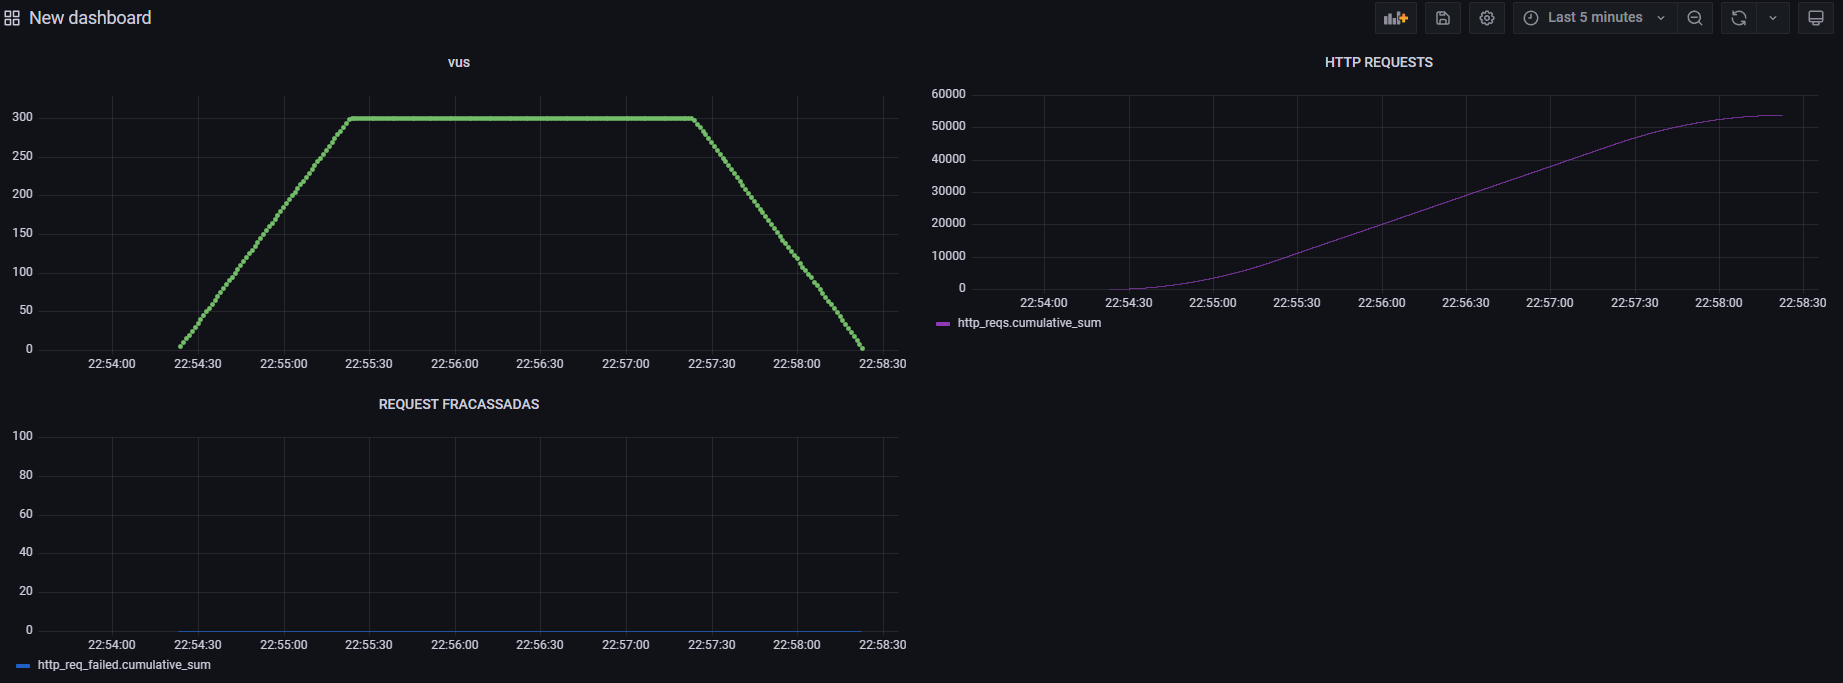 New dashboard
Last 5 minutes
vus
300
250
200
150
100
50
0
22:54:00 22:54:30 22:55:00 22:55:30 22:56:00 22:56:30 22:57:00 22:57:30 22:58:00 22:58:30
HTTP REQUESTS
60000
50000
40000
30000
20000
10000
0
22:54:00 22:54:30 22:55:00 22:55:30 22:56:00 22:56:30 22:57:00 22:57:30 22:58:00 22:58:30
http_reqs.cumulative_sum
REQUEST FRACASSADAS
100
80
60
40
20
0
22:54:00 22:54:30 22:55:00 22:55:30 22:56:00 22:56:30 22:57:00 22:57:30 22:58:00 22:58:30
http_req_failed.cumulative_sum